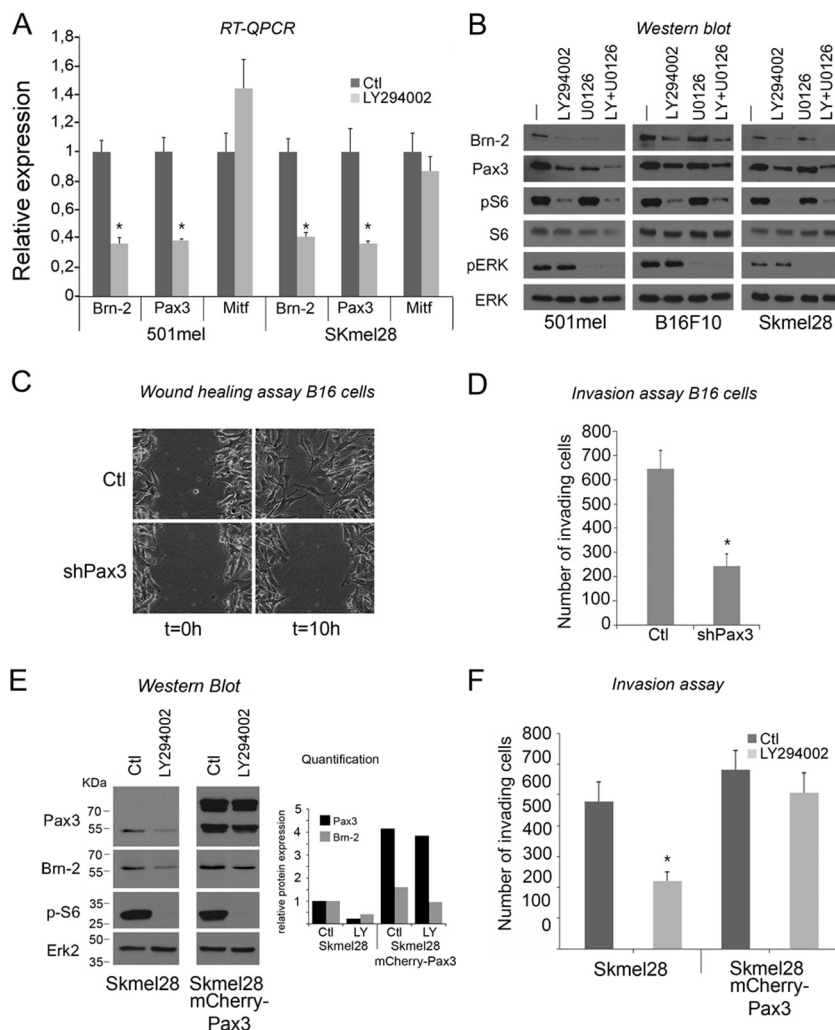 A
RT-QPCR
Relative expression
1,8
1,6
1,4
1,2
1
0,8
0,6
0,4
0,2
0
Ctl
LY294002
*
*
*
*
Brn-2
Pax3
Mitf
Brn-2
Pax3
Mitf
501mel
SKmel28
B
Western blot
—
LY294002
U0126
LY+U0126
—
LY294002
U0126
LY+U0126
—
LY294002
U0126
LY+U0126
Brn-2
Pax3
pS6
S6
pERK
ERK
501mel
B16F10
Skmel28
C
Wound healing assay B16 cells
Ctl
shPax3
t=0h
t=10h
D
Invasion assay B16 cells
Number of invading cells
800
700
600
500
400
300
200
100
0
*
Ctl
shPax3
E
Western Blot
Ctl
LY294002
Ctl
LY294002
KDa
Pax3
70
55
Brn-2
70
55
p-S6
35
25
Erk2
50
35
Skmel28
Skmel28
mCherry-
Pax3
Quantification
relative protein expression
5
4
3
2
1
0
Pax3
Brn-2
Ctl
LY
Ctl
LY
Skmel28
Skmel28
mCherry-Pax3
F
Invasion assay
Number of invading cells
800
700
600
500
400
300
200
100
0
Ctl
LY294002
*
Skmel28
Skmel28
mCherry-
Pax3